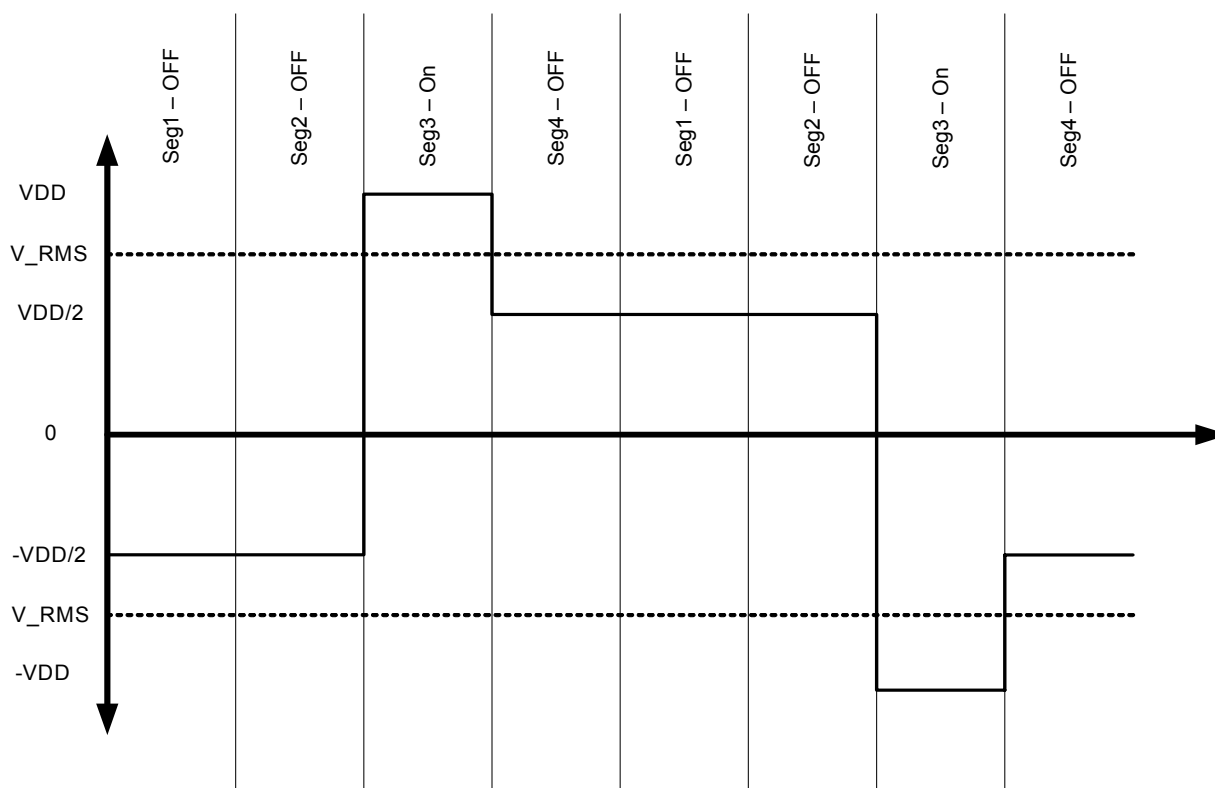 Seg1 – OFF
Seg2 – OFF
Seg3 – On
Seg4 – OFF
Seg1 – OFF
Seg2 – OFF
Seg3 – On
Seg4 – OFF
VDD
V_RMS
VDD/2
0
-VDD/2
V_RMS
-VDD